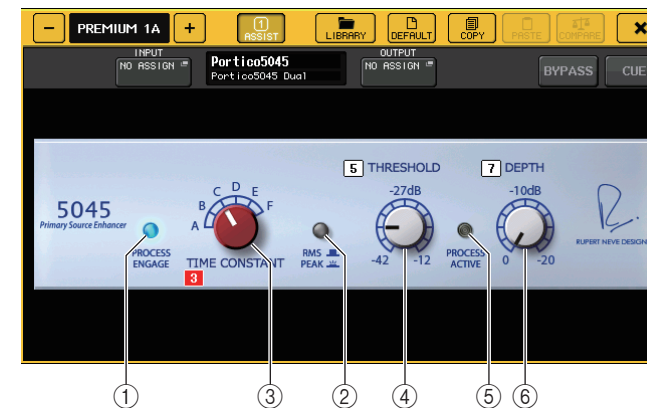 − PREMIUM 1A +
1 ASSIST
LIBRARY
DEFAULT
COPY
PASTE
COMPARE
×
INPUT
NO ASSIGN
Portico5045
Portico5045 Dual
OUTPUT
NO ASSIGN
BYPASS
CUE
5 THRESHOLD
7 DEPTH
-27dB
-10dB
5045
Primary Source Enhancer
A B C D E F
PROCESS
ENGAGE
TIME CONSTANT
3
RMS
PEAK
-42 -12
PROCESS
ACTIVE
0 -20
RUPERT NEVE DESIGN
① ③ ② ④ ⑤ ⑥